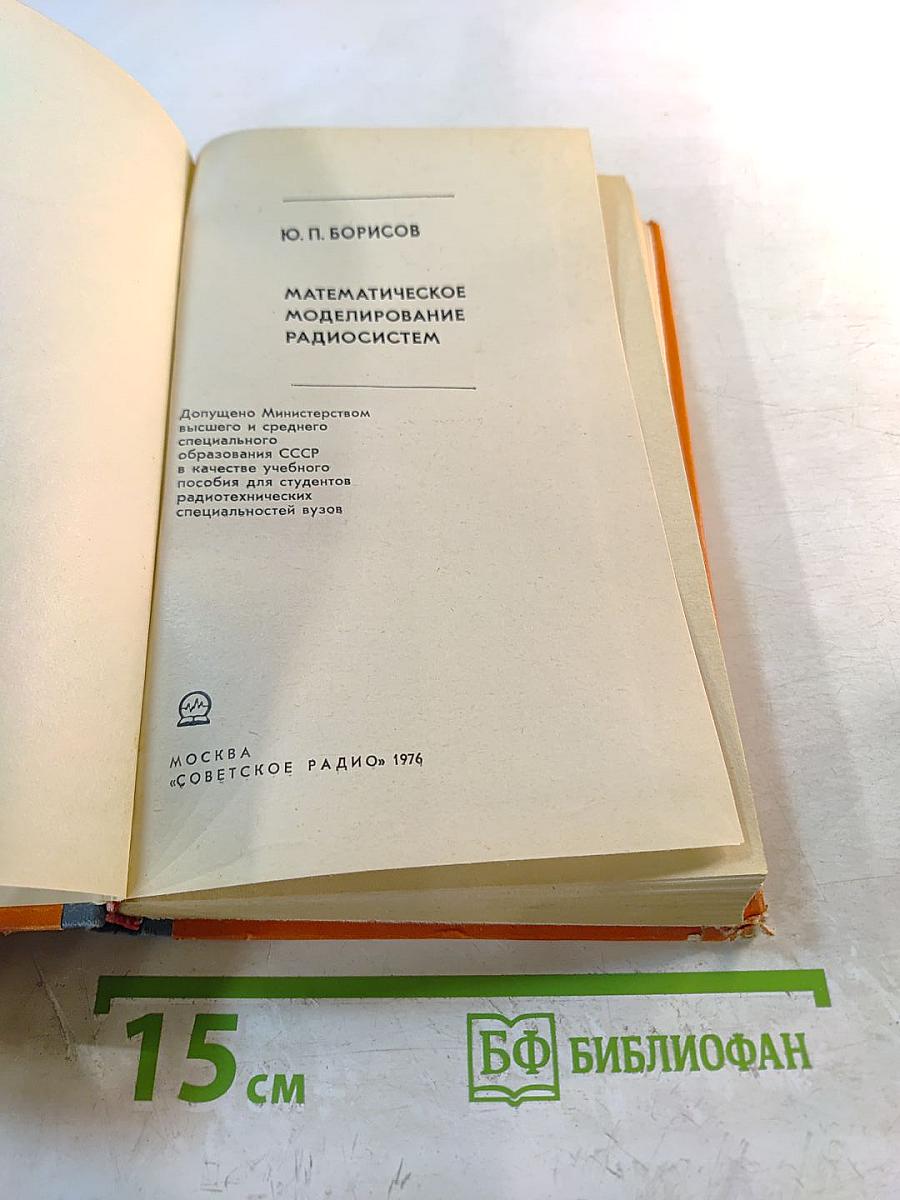 Ю. П. БОРИСОВ
МАТЕМАТИЧЕСКОЕ
МОДЕЛИРОВАНИЕ
РАДИОСИСТЕМ
Допущено Министерством
высшего и среднего
специального
образования СССР
в качестве учебного
пособия для студентов
радиотехнических
специальностей вузов
МОСКВА
«СОВЕТСКОЕ РАДИО» 1976
15 см
БФ БИБЛИОФАН